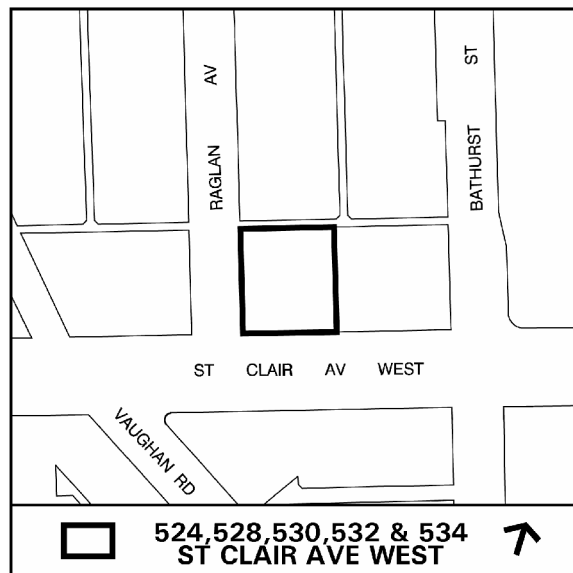 RAGLAN AV
BATHURST ST
ST CLAIR AV WEST
VAUGHAN RD
524,528,530,532 & 534
ST CLAIR AVE WEST